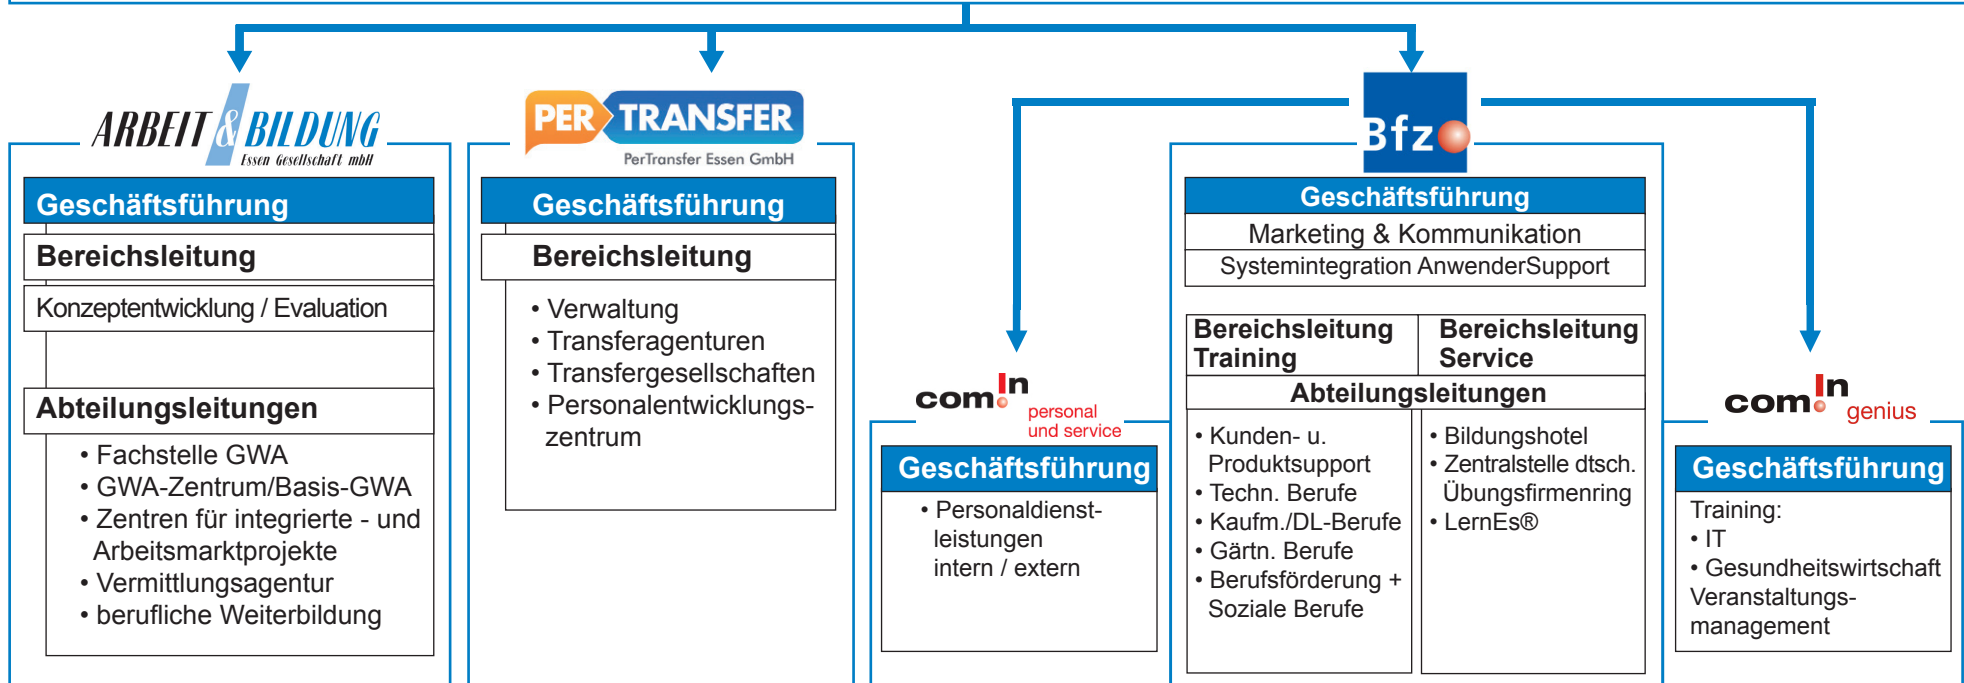 ARBEIT & BILDUNG
Essen Gesellschaft mbH
Geschäftsführung
Bereichsleitung
Konzeptentwicklung / Evaluation
Abteilungsleitungen
• Fachstelle GWA
• GWA-Zentrum/Basis-GWA
• Zentren für integrierte - und
Arbeitsmarktprojekte
• Vermittlungsagentur
• berufliche Weiterbildung
PER TRANSFER
PerTransfer Essen GmbH
Geschäftsführung
Bereichsleitung
• Verwaltung
• Transferagenturen
• Transfergesellschaften
• Personalentwicklungs-
zentrum
com!n
personal
und service
Geschäftsführung
• Personaldienst-
leistungen
intern / extern
Bfz
Geschäftsführung
Marketing & Kommunikation
Systemintegration AnwenderSupport
Bereichsleitung
Training
Bereichsleitung
Service
Abteilungsleitungen
• Kunden- u.
Produktsupport
• Techn. Berufe
• Kaufm./DL-Berufe
• Gärtn. Berufe
• Berufsförderung +
Soziale Berufe
• Bildungshotel
• Zentralstelle dtsch.
Übungsfirmenring
• LernEs®
com!n
genius
Geschäftsführung
Training:
• IT
• Gesundheitswirtschaft
Veranstaltungs-
management